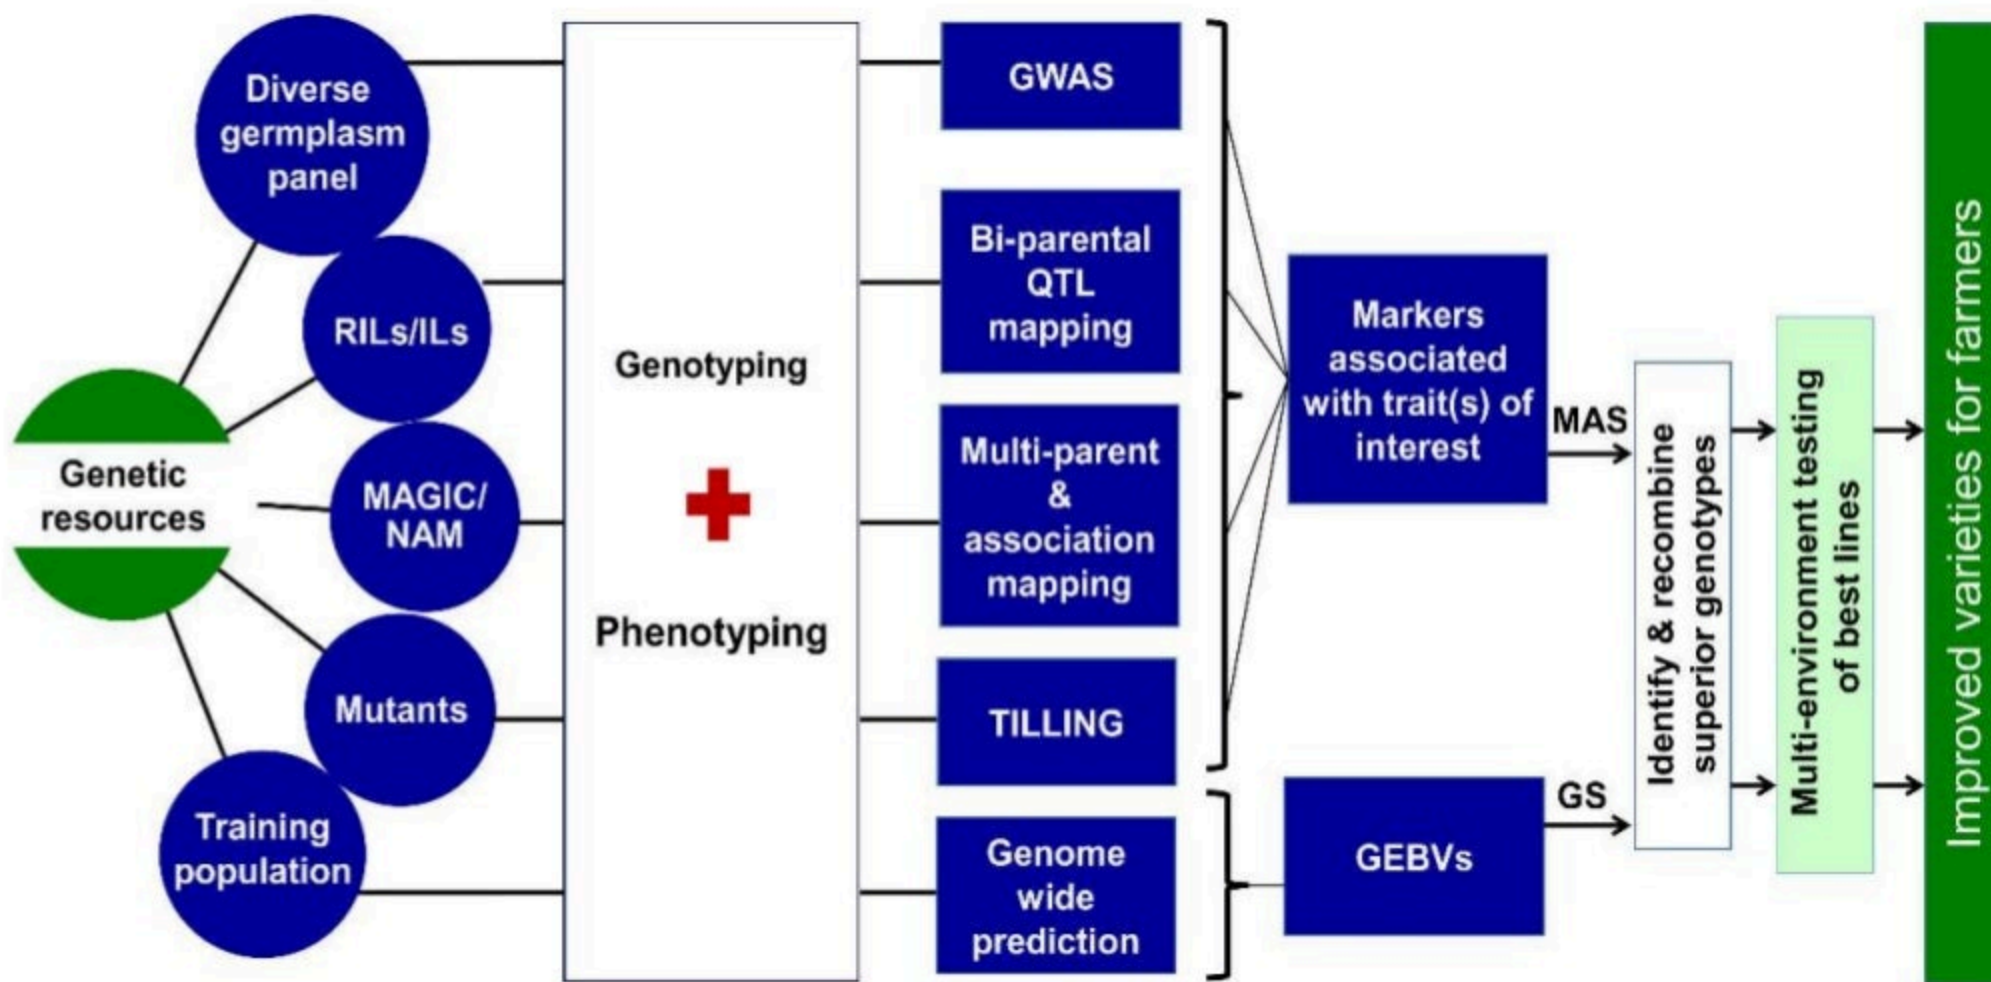 Diverse
germplasm
panel
RILs/ILs
Genetic
resources
MAGIC/
NAM
Mutants
Training
population
Genotyping
Phenotyping
GWAS
Bi-parental
QTL
mapping
Multi-parent
&
association
mapping
TILLING
Genome
wide
prediction
Markers
associated
with trait(s) of
interest
GEBVs
MAS
GS
Identify & recombine
superior genotypes
Multi-environment testing
of best lines
Improved varieties for farmers